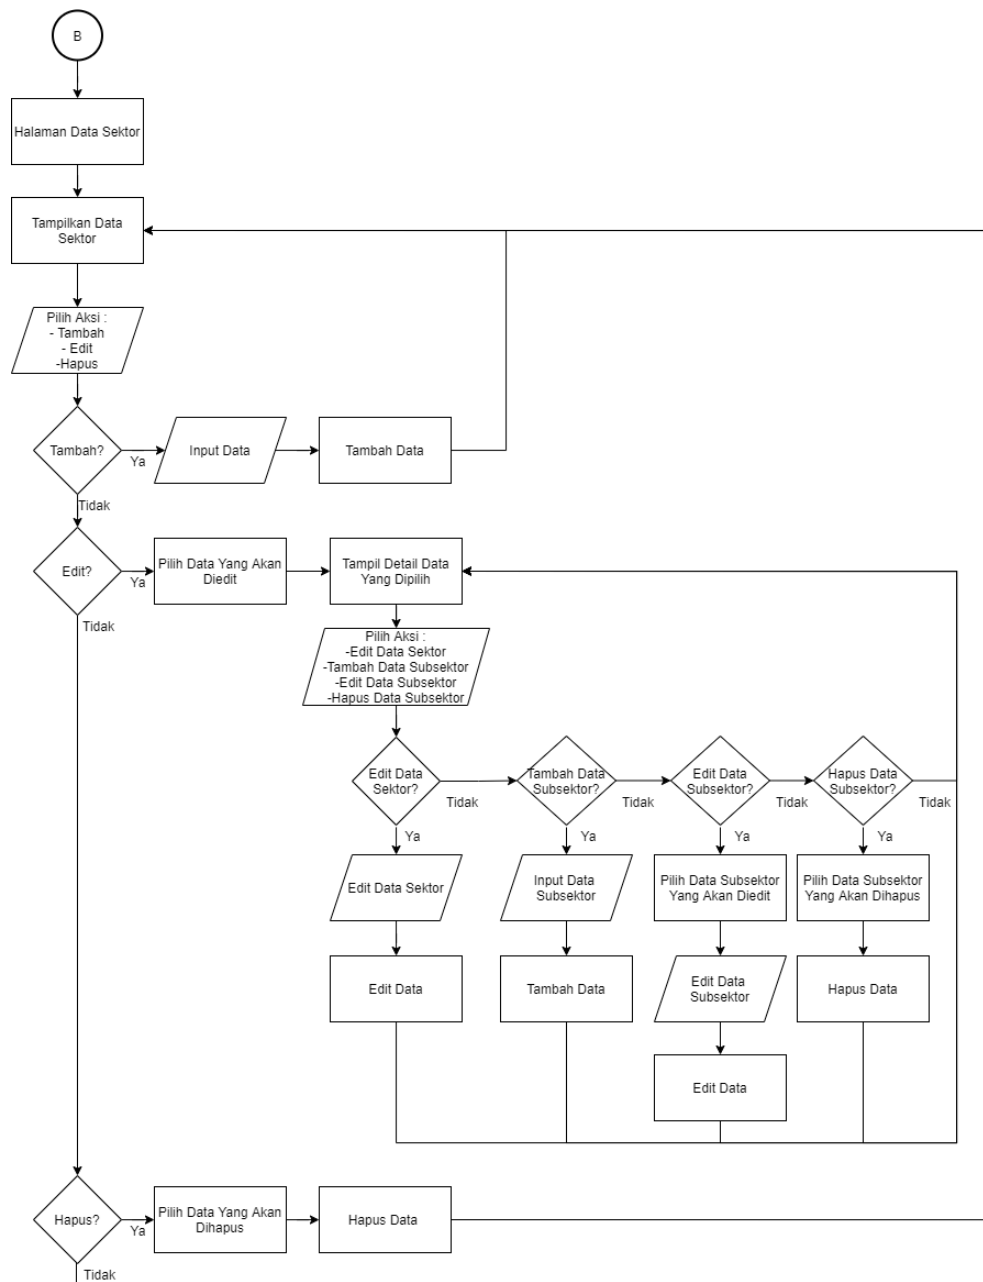 B
Halaman Data Sektor
Tampilkan Data
Sektor
Pilih Aksi :
- Tambah
- Edit
-Hapus
Tambah?
Ya
Input Data
Tambah Data
Tidak
Edit?
Ya
Pilih Data Yang Akan
Diedit
Tampil Detail Data
Yang Dipilih
Tidak
Pilih Aksi :
-Edit Data Sektor
-Tambah Data Subsektor
-Edit Data Subsektor
-Hapus Data Subsektor
Edit Data
Sektor?
Tidak
Tambah Data
Subsektor?
Tidak
Edit Data
Subsektor?
Tidak
Hapus Data
Subsektor?
Tidak
Ya
Ya
Ya
Ya
Edit Data Sektor
Input Data
Subsektor
Pilih Data Subsektor
Yang Akan Diedit
Pilih Data Subsektor
Yang Akan Dihapus
Edit Data
Tambah Data
Edit Data
Subsektor
Hapus Data
Edit Data
Hapus?
Ya
Pilih Data Yang Akan
Dihapus
Hapus Data
Tidak